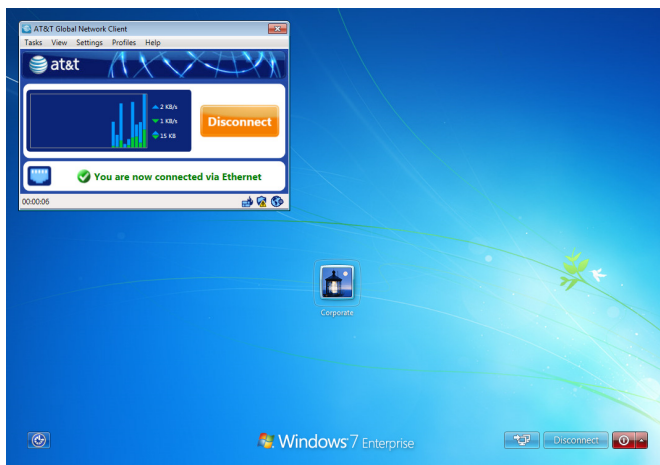 AT&T Global Network Client
Tasks View Settings Profiles Help
at&t
2 KB/s
1 KB/s
15 KB
Disconnect
You are now connected via Ethernet
00:00:06
Corporate
Windows 7 Enterprise
Disconnect